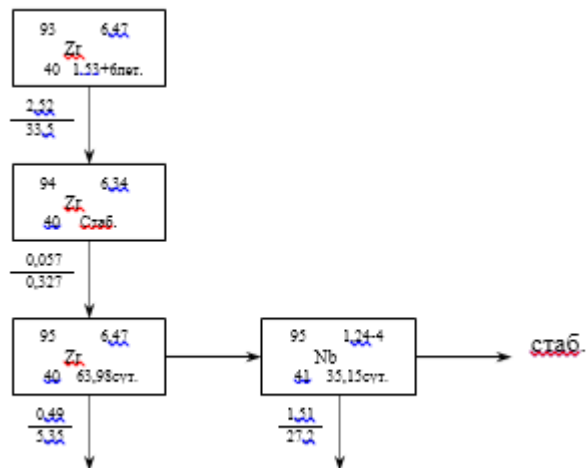 93 6,47
Zr
40 1,53+6лет.
2,52
33,5
94 6,34
Zr
40 Стаб.
0,057
0,327
95 6,47
Zr
40 63,98сут.
95 1,24-4
Nb
41 35,15сут.
стаб.
0,49
5,35
1,51
27,2